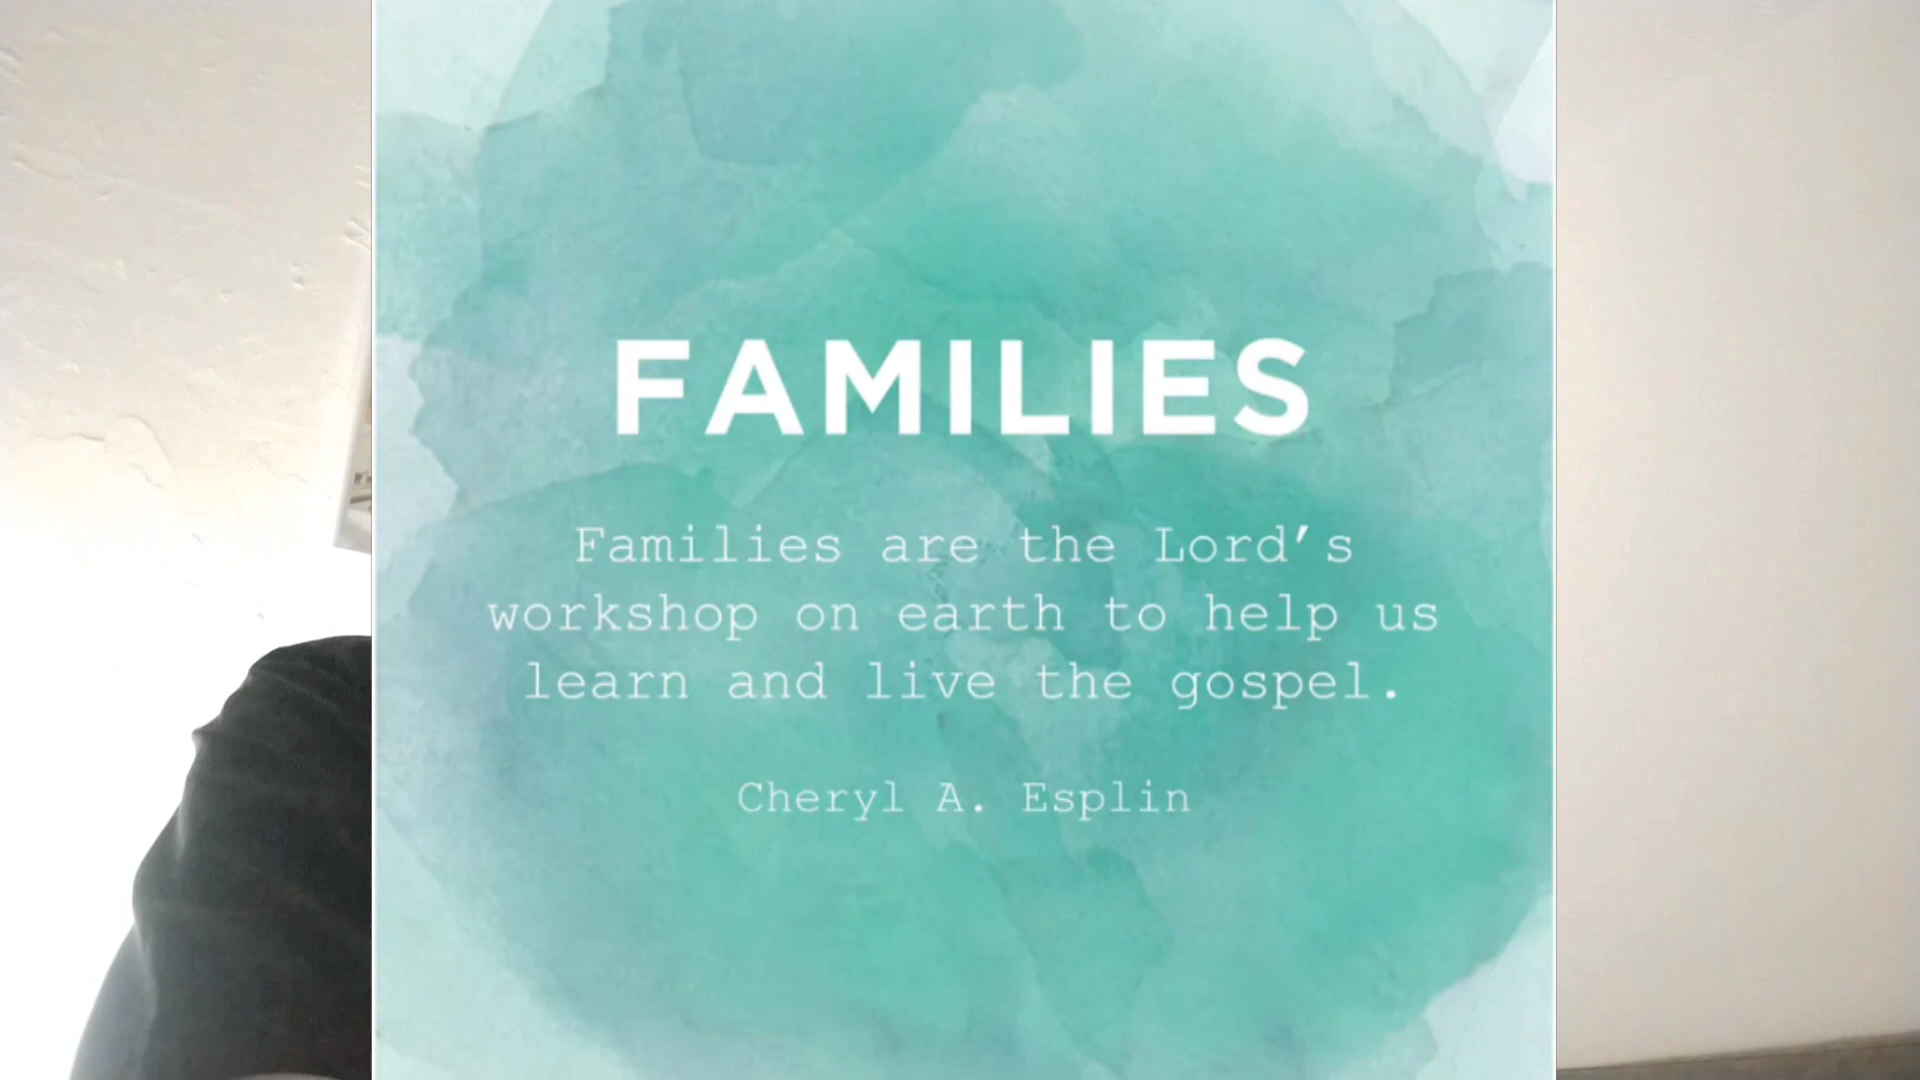 FAMILIES
Families are the Lord’s
workshop on earth to help us
learn and live the gospel.
Cheryl A. Esplin